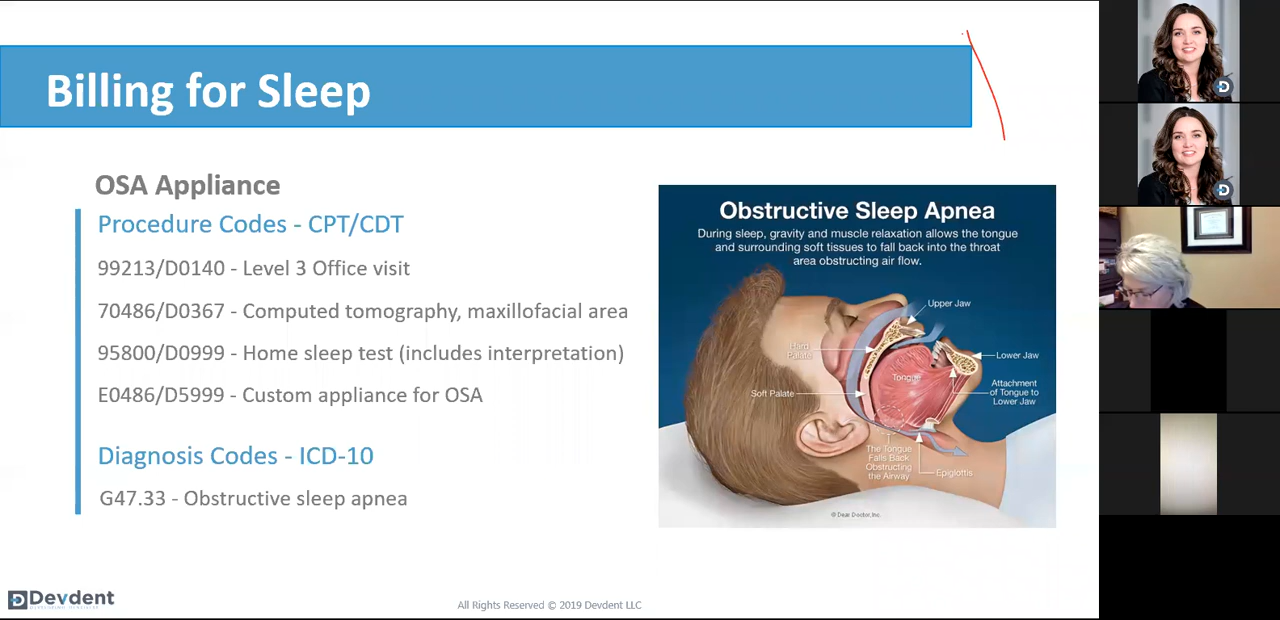 Billing for Sleep
OSA Appliance
Procedure Codes - CPT/CDT
99213/D0140 - Level 3 Office visit
70486/D0367 - Computed tomography, maxillofacial area
95800/D0999 - Home sleep test (includes interpretation)
E0486/D5999 - Custom appliance for OSA
Diagnosis Codes - ICD-10
G47.33 - Obstructive sleep apnea
Obstructive Sleep Apnea
During sleep, gravity and muscle relaxation allows the tongue
and surrounding soft tissues to fall back into the throat
area obstructing air flow.
Upper Jaw
Hard
Palate
Lower Jaw
Tongue
Soft Palate
Attachment
of Tongue to
Lower Jaw
The Tongue
Falls Back
Obstructing
the Airway
Epiglottis
© Dear Doctor, Inc.
Devdent
All Rights Reserved © 2019 Devdent LLC